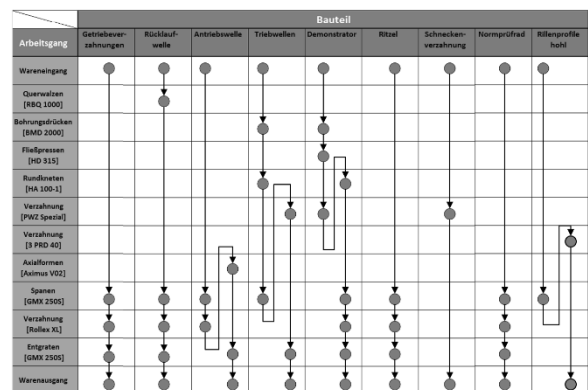 Bauteil
Arbeitsgang
Getriebever-
zahnungen
Rücklauf-
welle
Antriebswelle
Triebwellen
Demonstrator
Ritzel
Schnecken-
verzahnung
Normprüfrad
Rillenprofile
hohl
Wareneingang
Querwalzen
[RBQ 1000]
Bohrungsdrücken
[BMD 2000]
Fließpressen
[HD 315]
Rundkneten
[HA 100-1]
Verzahnung
[PWZ Spezial]
Verzahnung
[3 PRD 40]
Axialformen
[Aximus V02]
Spanen
[GMX 250S]
Verzahnung
[Rollex XL]
Entgraten
[GMX 250S]
Warenausgang